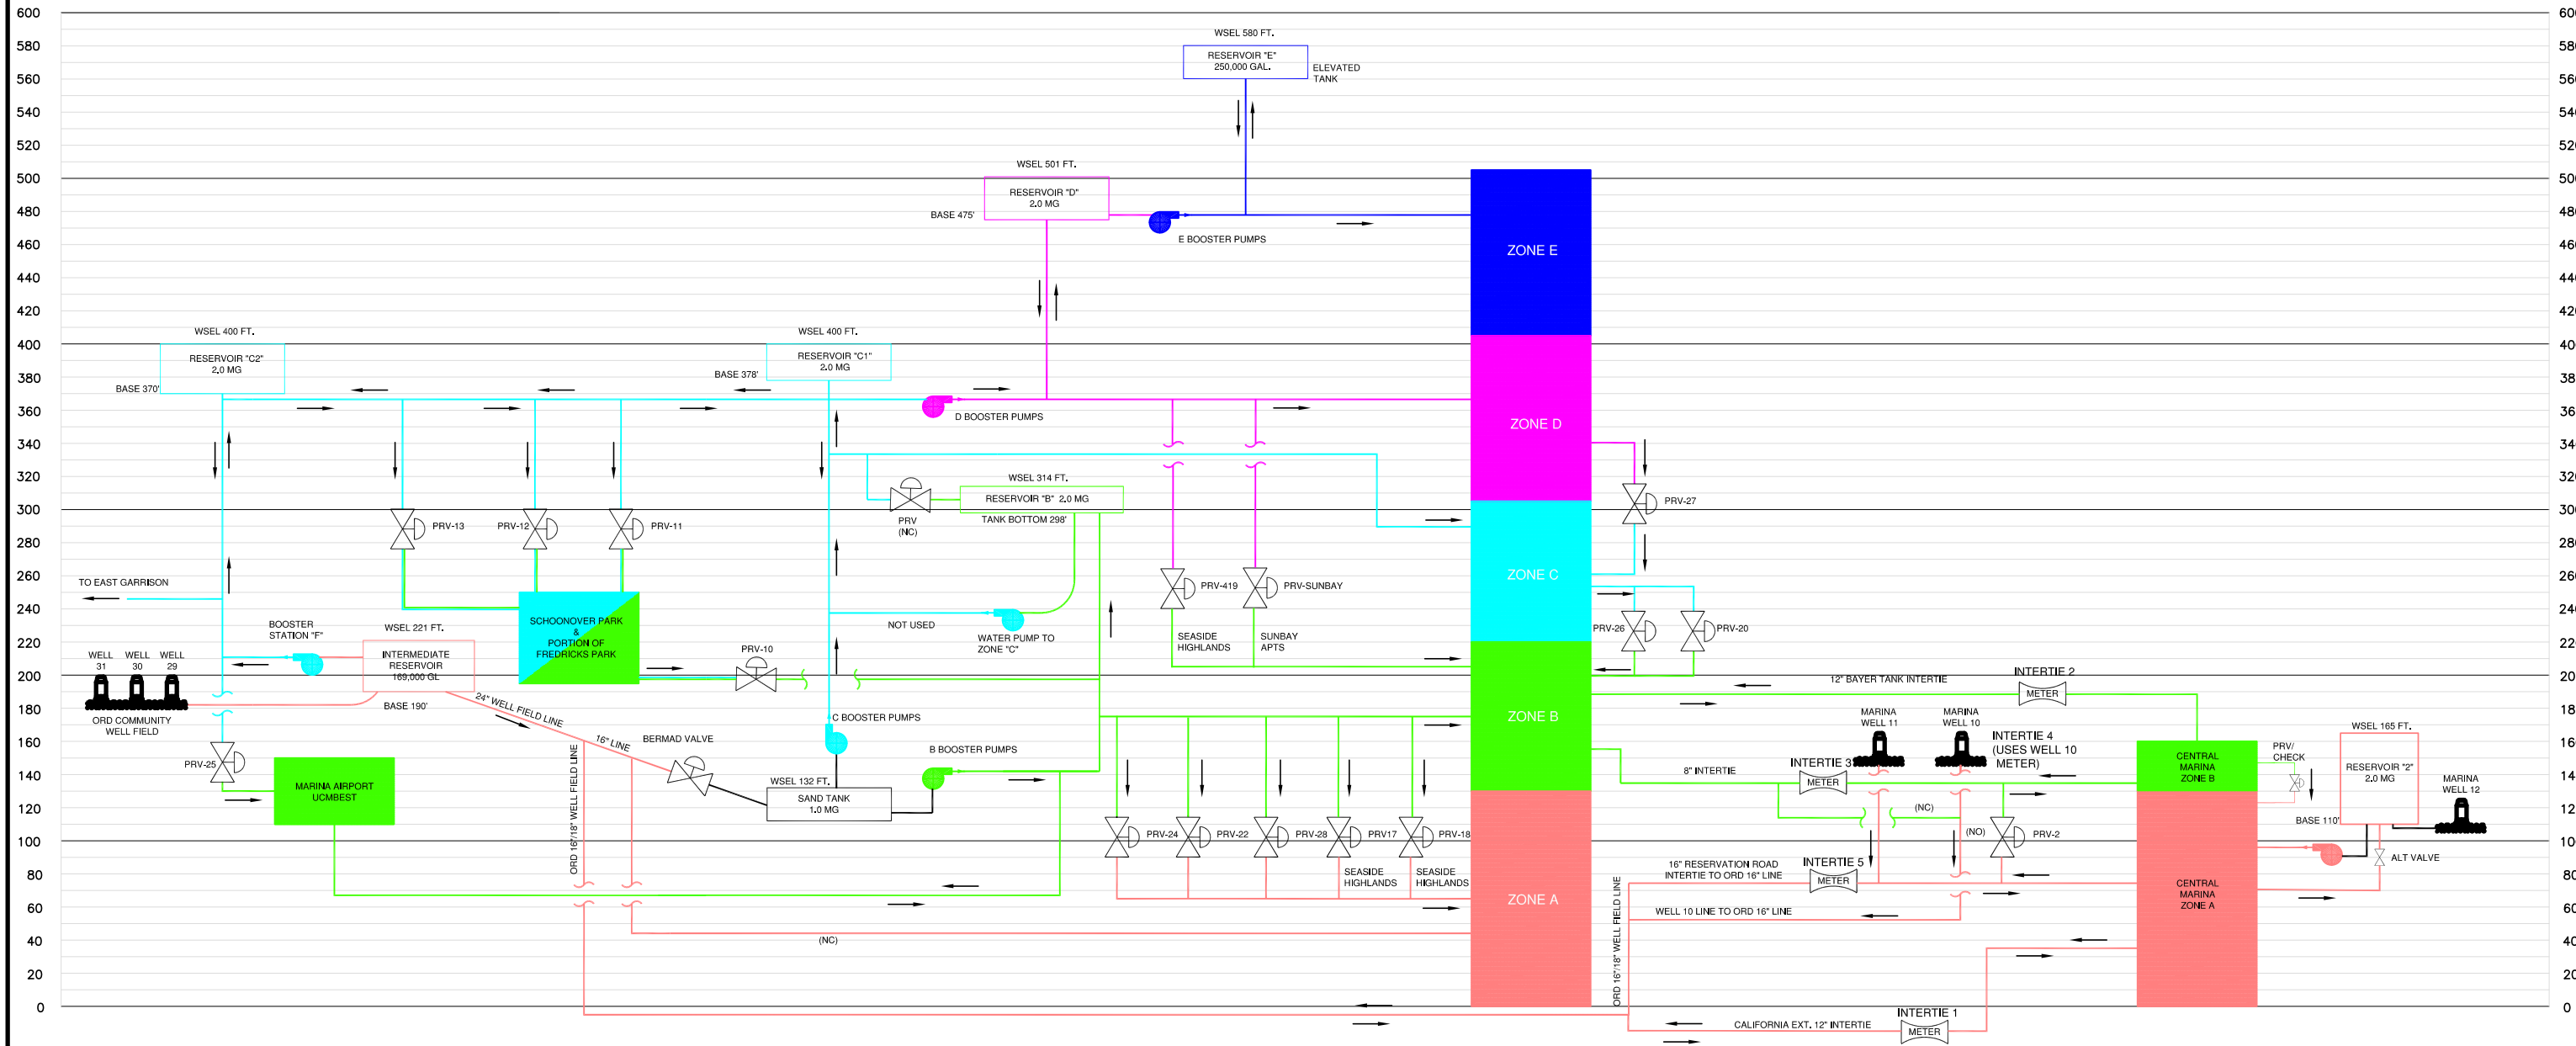 600
580
560
540
520
500
480
460
440
420
400
380
360
340
320
300
280
260
240
220
200
180
160
140
120
100
80
60
40
20
0
WSEL 580 FT.
RESERVOIR "E"
250,000 GAL.
ELEVATED
TANK
WSEL 501 FT.
RESERVOIR "D"
2.0 MG
BASE 475'
E BOOSTER PUMPS
ZONE E
WSEL 400 FT.
RESERVOIR "C2"
2.0 MG
BASE 370'
WSEL 400 FT.
RESERVOIR "C1"
2.0 MG
BASE 378'
D BOOSTER PUMPS
ZONE D
WSEL 314 FT.
RESERVOIR "B" 2.0 MG
TANK BOTTOM 298'
PRV
(NC)
PRV-13
PRV-12
PRV-11
PRV-27
TO EAST GARRISON
BOOSTER
STATION "F"
WSEL 221 FT.
INTERMEDIATE
RESERVOIR
169,000 GL
BASE 190'
WELL
31
WELL
30
WELL
29
ORD COMMUNITY
WELL FIELD
SCHOONOVER PARK
&
PORTION OF
FREDRICKS PARK
PRV-10
NOT USED
WATER PUMP TO
ZONE "C"
PRV-419
PRV-SUNBAY
SEASIDE
HIGHLANDS
SUNBAY
APTS
ZONE C
PRV-26
PRV-20
24" WELL FIELD LINE
16" LINE
BERMAD VALVE
C BOOSTER PUMPS
B BOOSTER PUMPS
WSEL 132 FT.
SAND TANK
1.0 MG
PRV-25
MARINA AIRPORT
UCMBEST
ORD 16"/18" WELL FIELD LINE
ZONE B
PRV-24
PRV-22
PRV-28
PRV17
PRV-18
SEASIDE
HIGHLANDS
SEASIDE
HIGHLANDS
ZONE A
(NC)
12" BAYER TANK INTERTIE
INTERTIE 2
METER
MARINA
WELL 11
MARINA
WELL 10
INTERTIE 4
(USES WELL 10
METER)
8" INTERTIE
INTERTIE 3
METER
(NC)
(NO)
PRV-2
CENTRAL
MARINA
ZONE B
PRV/
CHECK
WSEL 165 FT.
RESERVOIR "2"
2.0 MG
BASE 110'
MARINA
WELL 12
ALT VALVE
16" RESERVATION ROAD
INTERTIE TO ORD 16" LINE
INTERTIE 5
METER
CENTRAL
MARINA
ZONE A
WELL 10 LINE TO ORD 16" LINE
ORD 16"/18" WELL FIELD LINE
CALIFORNIA EXT. 12" INTERTIE
INTERTIE 1
METER